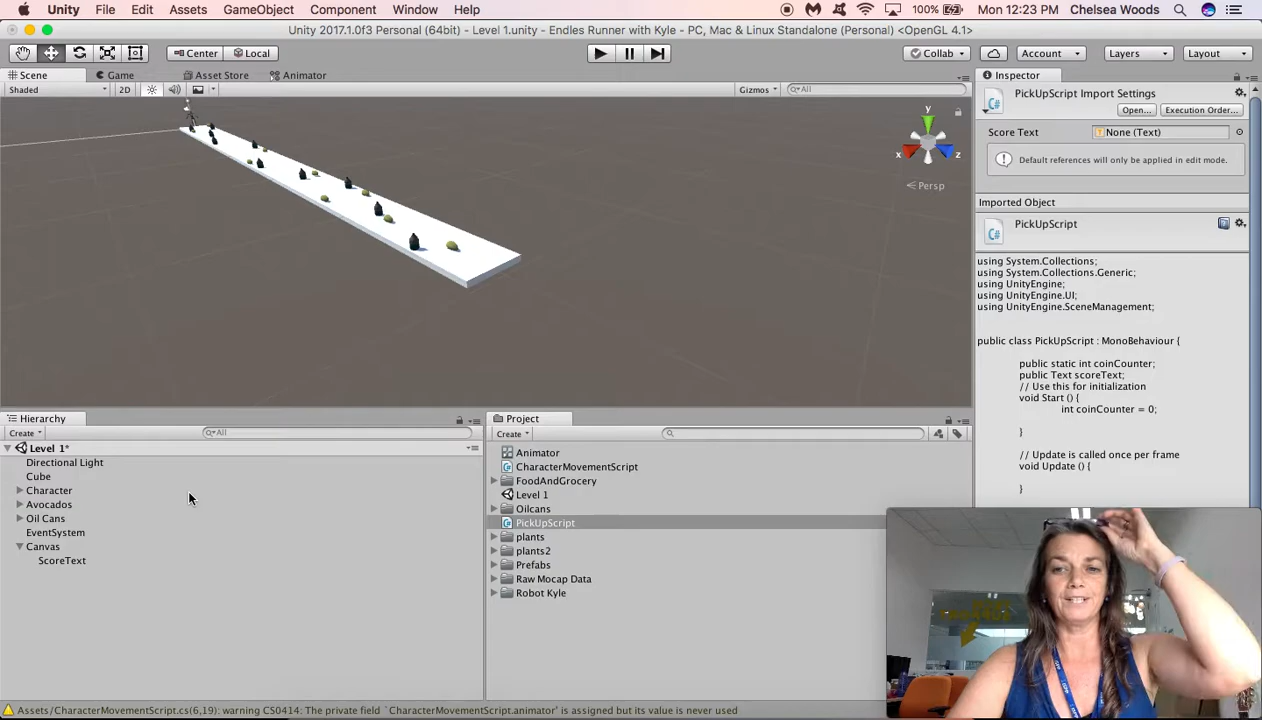 Unity File Edit Assets GameObject Component Window Help 100% Mon 12:23 PM Chelsea Woods
Unity 2017.1.0f3 Personal (64bit) - Level 1.unity - Endles Runner with Kyle - PC, Mac & Linux Standalone (Personal) <OpenGL 4.1>
Center Local Collab Account Layers Layout
Scene Game Asset Store Animator Inspector
Shaded 2D Gizmos All
PickUpScript Import Settings
Open... Execution Order...
Score Text None (Text)
Default references will only be applied in edit mode.
Imported Object
PickUpScript
y
x z
Persp
using System.Collections;
using System.Collections.Generic;
using UnityEngine;
using UnityEngine.UI;
using UnityEngine.SceneManagement;
public class PickUpScript : MonoBehaviour {
public static int coinCounter;
public Text scoreText;
// Use this for initialization
void Start () {
int coinCounter = 0;
}
// Update is called once per frame
void Update () {
}
Hierarchy
Create All
Level 1*
Directional Light
Cube
Character
Avocados
Oil Cans
EventSystem
Canvas
ScoreText
Project
Create
Animator
CharacterMovementScript
FoodAndGrocery
Level 1
Oilcans
PickUpScript
plants
plants2
Prefabs
Raw Mocap Data
Robot Kyle
Assets/CharacterMovementScript.cs(6,19): warning CS0414: The private field `CharacterMovementScript.animator' is assigned but its value is never used